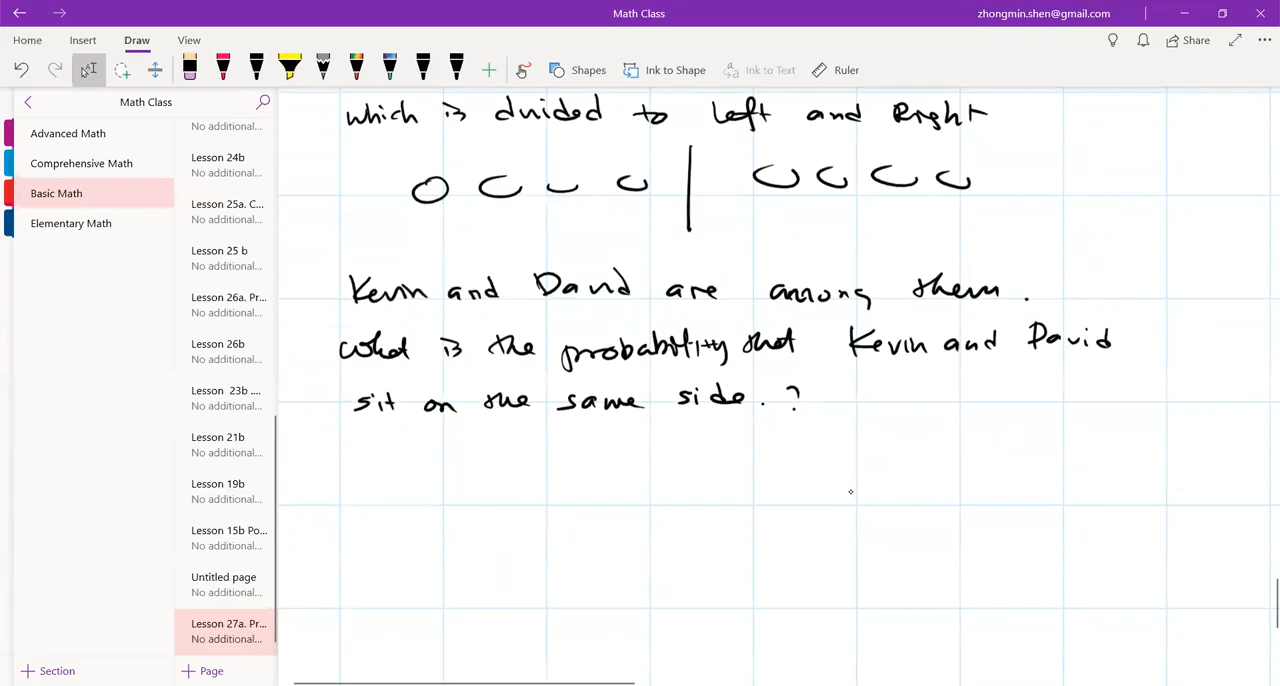 Math Class
zhongmin.shen@gmail.com
Home
Insert
Draw
View
Share
Shapes
Ink to Shape
Ink to Text
Ruler
Math Class
Advanced Math
Comprehensive Math
Basic Math
Elementary Math
No additional...
Lesson 24b
No additional...
Lesson 25a. C...
No additional...
Lesson 25 b
No additional...
Lesson 26a. Pr...
No additional...
Lesson 26b
No additional...
Lesson 23b ....
No additional...
Lesson 21b
No additional...
Lesson 19b
No additional...
Lesson 15b Po...
No additional...
Untitled page
No additional...
Lesson 27a. Pr...
No additional...
Section
Page
which is divided to left and Right
Kevin and David are among them.
What is the probability that Kevin and David
sit on the same side. ?